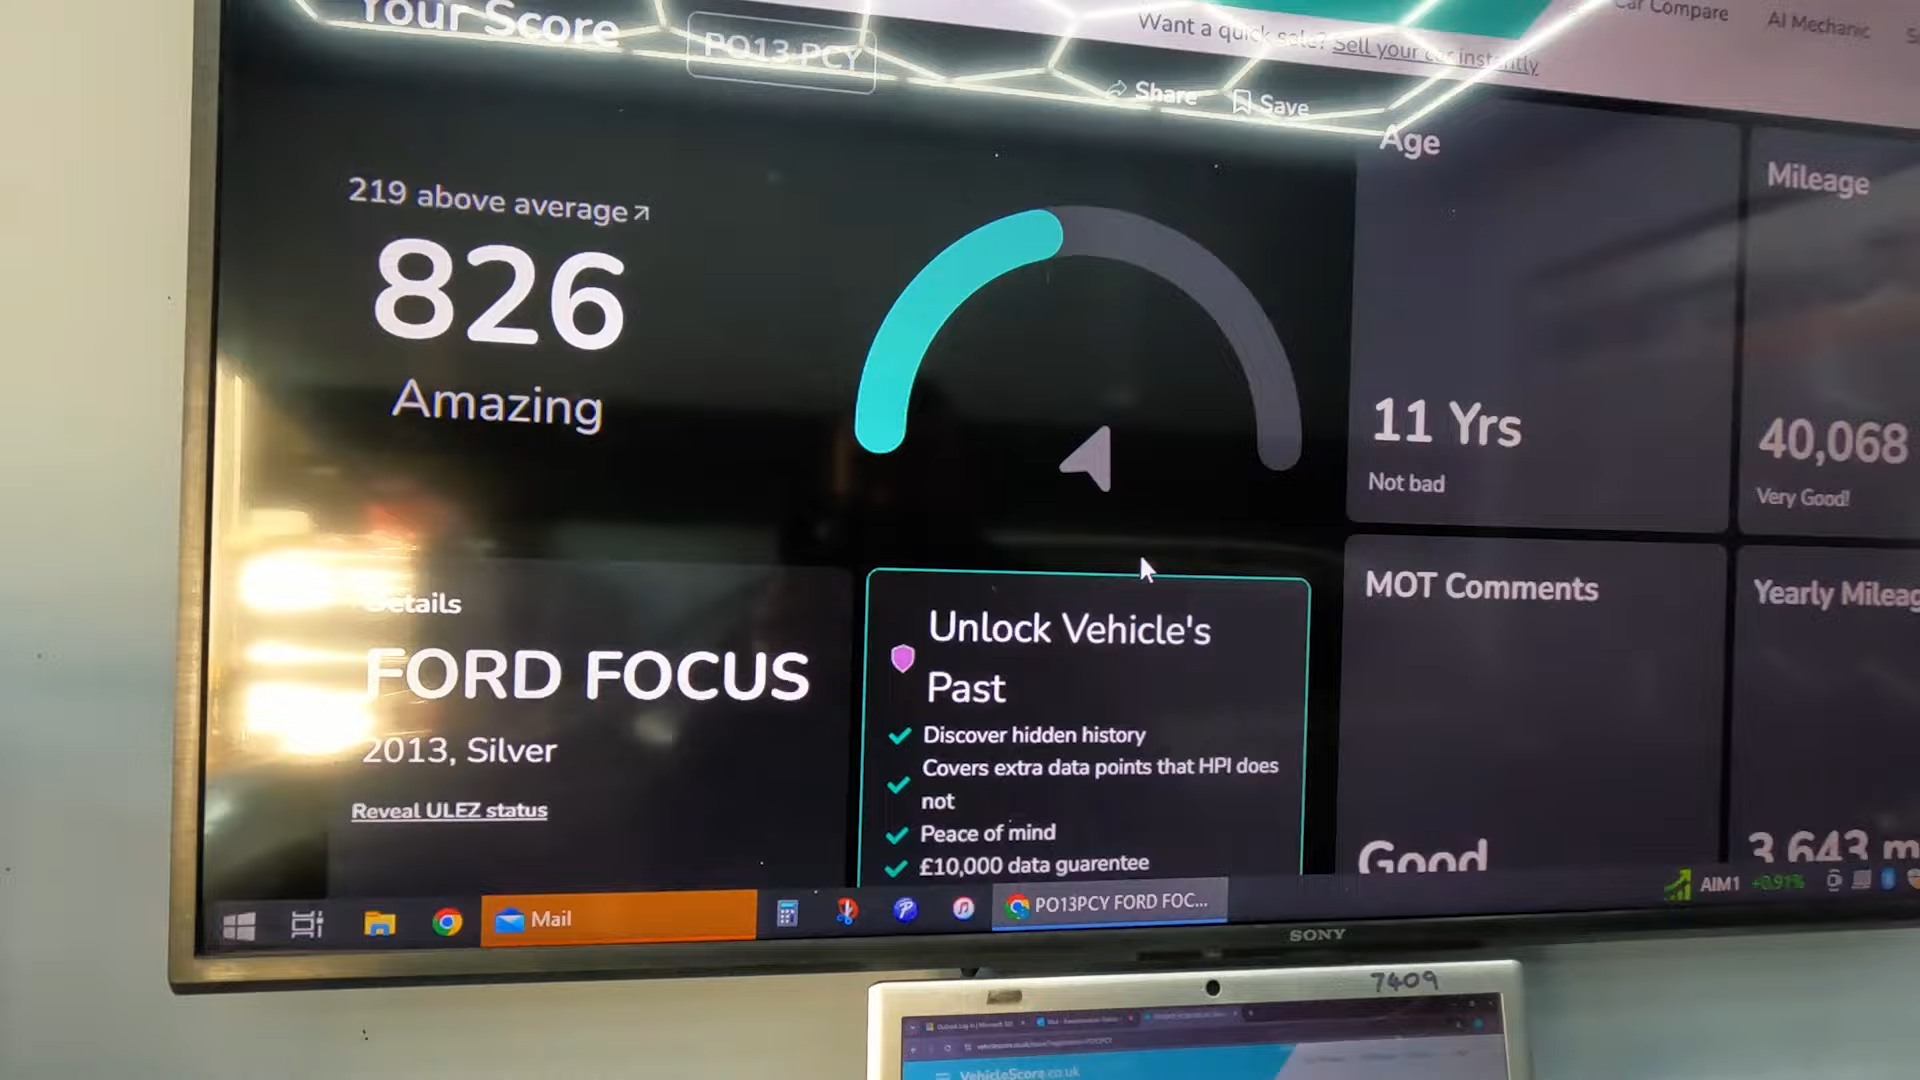 Your Score
PO13 PCY
Want a quick sale? Sell your car instantly
Car Compare
AI Mechanic
Share
Save
219 above average
826
Amazing
Age
11 Yrs
Not bad
Mileage
40,068
Very Good!
Details
FORD FOCUS
2013, Silver
Reveal ULEZ status
Unlock Vehicle's
Past
Discover hidden history
Covers extra data points that HPI does
not
Peace of mind
£10,000 data guarentee
MOT Comments
Good
Yearly Mileag
3,643 m
Mail
PO13PCY FORD FOC...
AIM1 +0.91%
SONY
7409
VehicleScore.co.uk